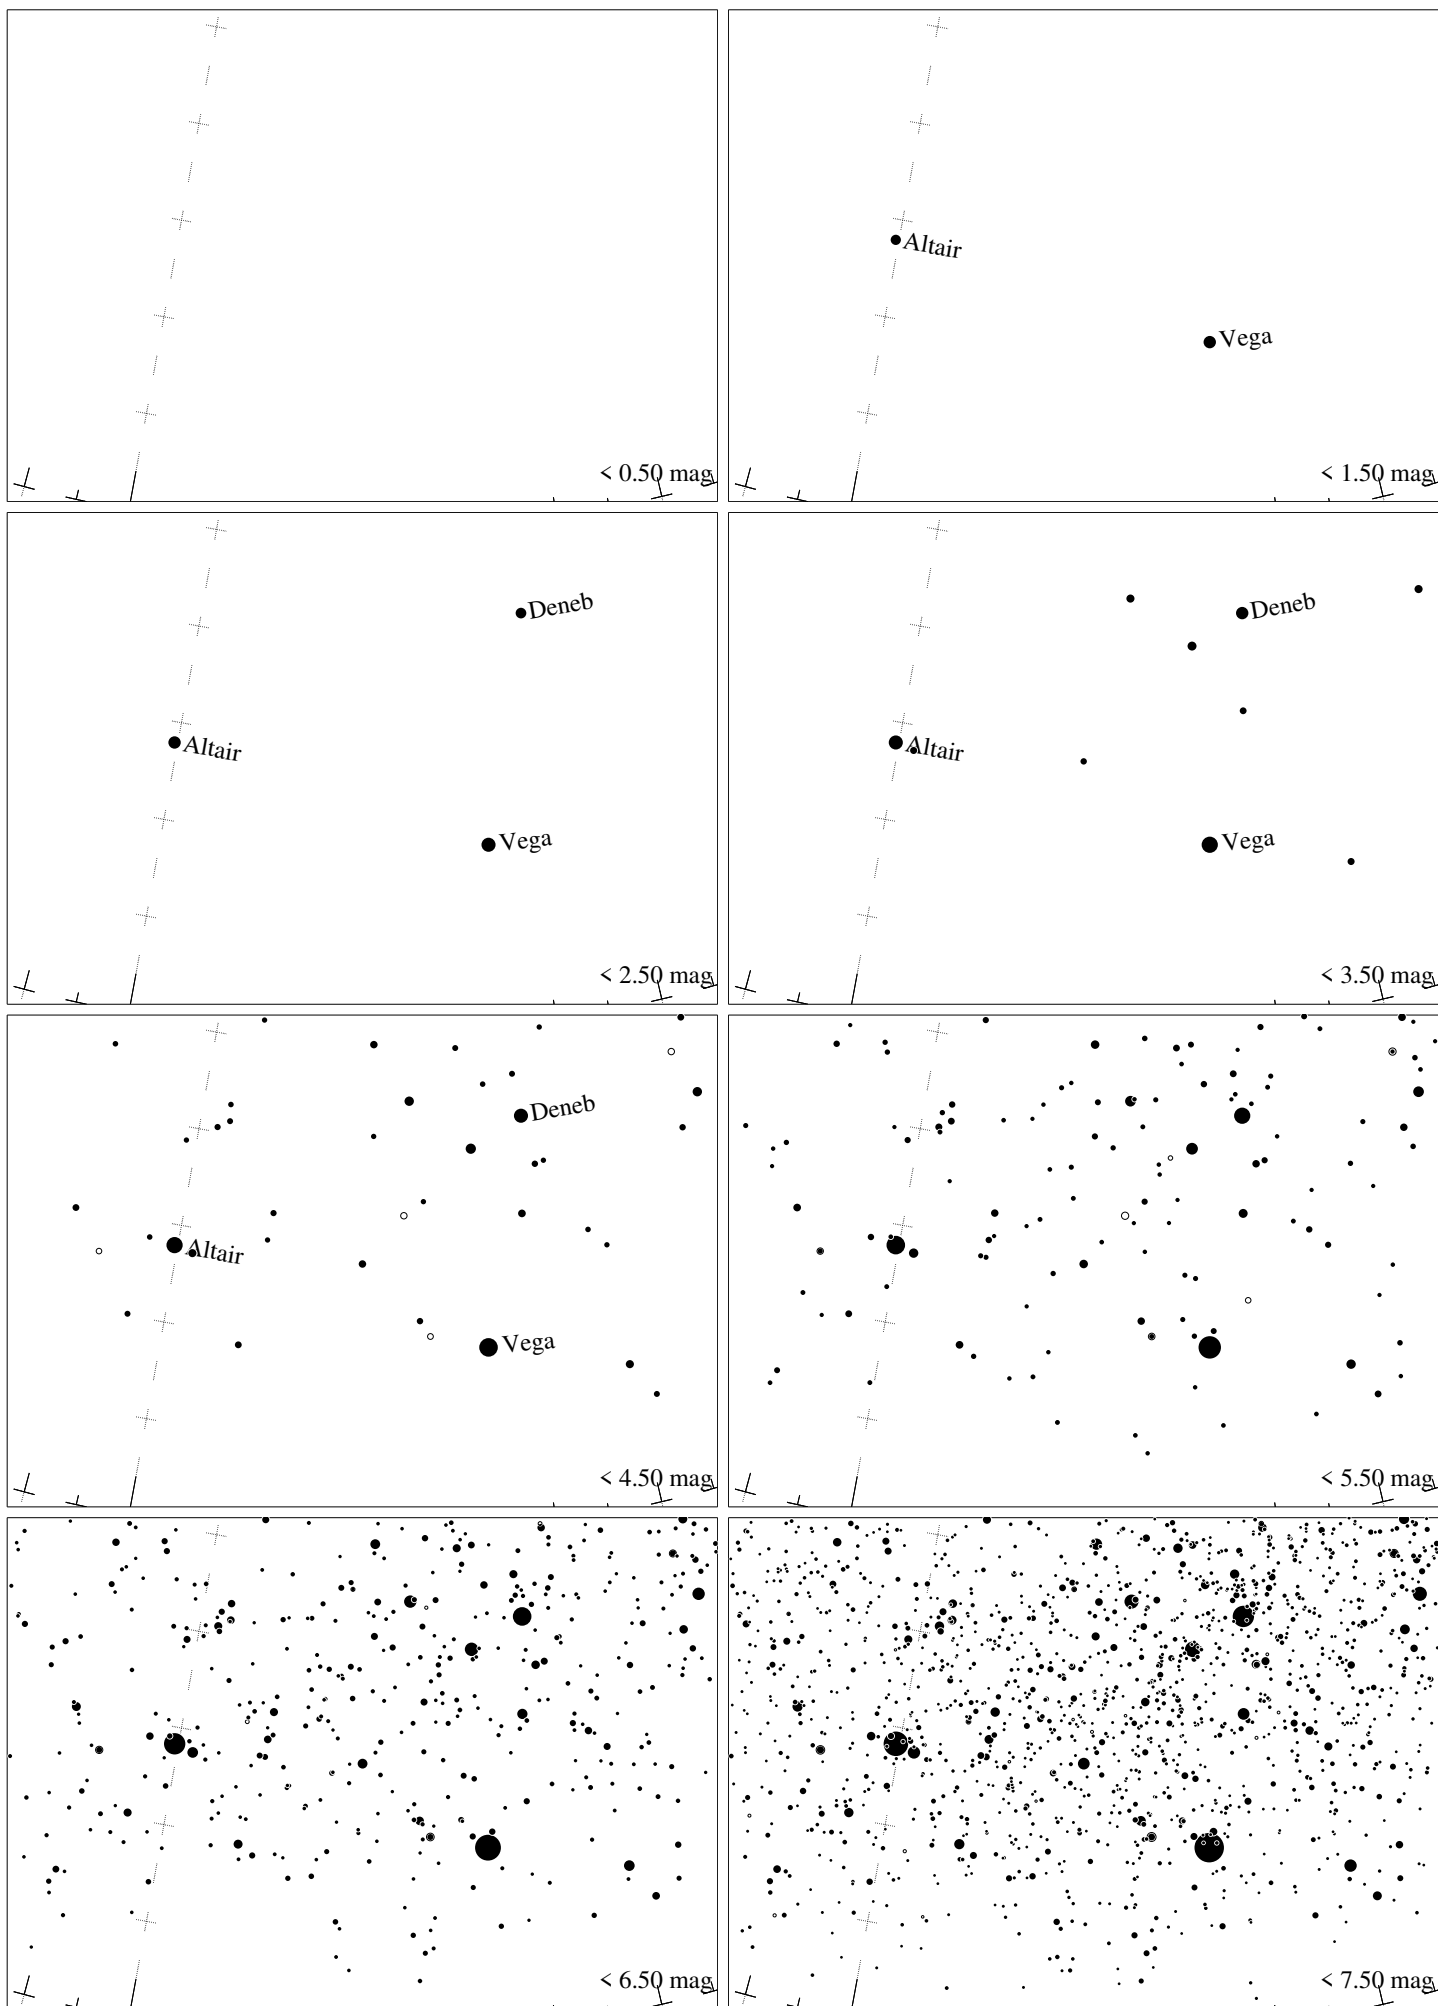 < 0.50 mag
Altair
Vega
< 1.50 mag
Deneb
Altair
Vega
< 2.50 mag
Deneb
Altair
Vega
< 3.50 mag
Deneb
Altair
Vega
< 4.50 mag
< 5.50 mag
< 6.50 mag
< 7.50 mag